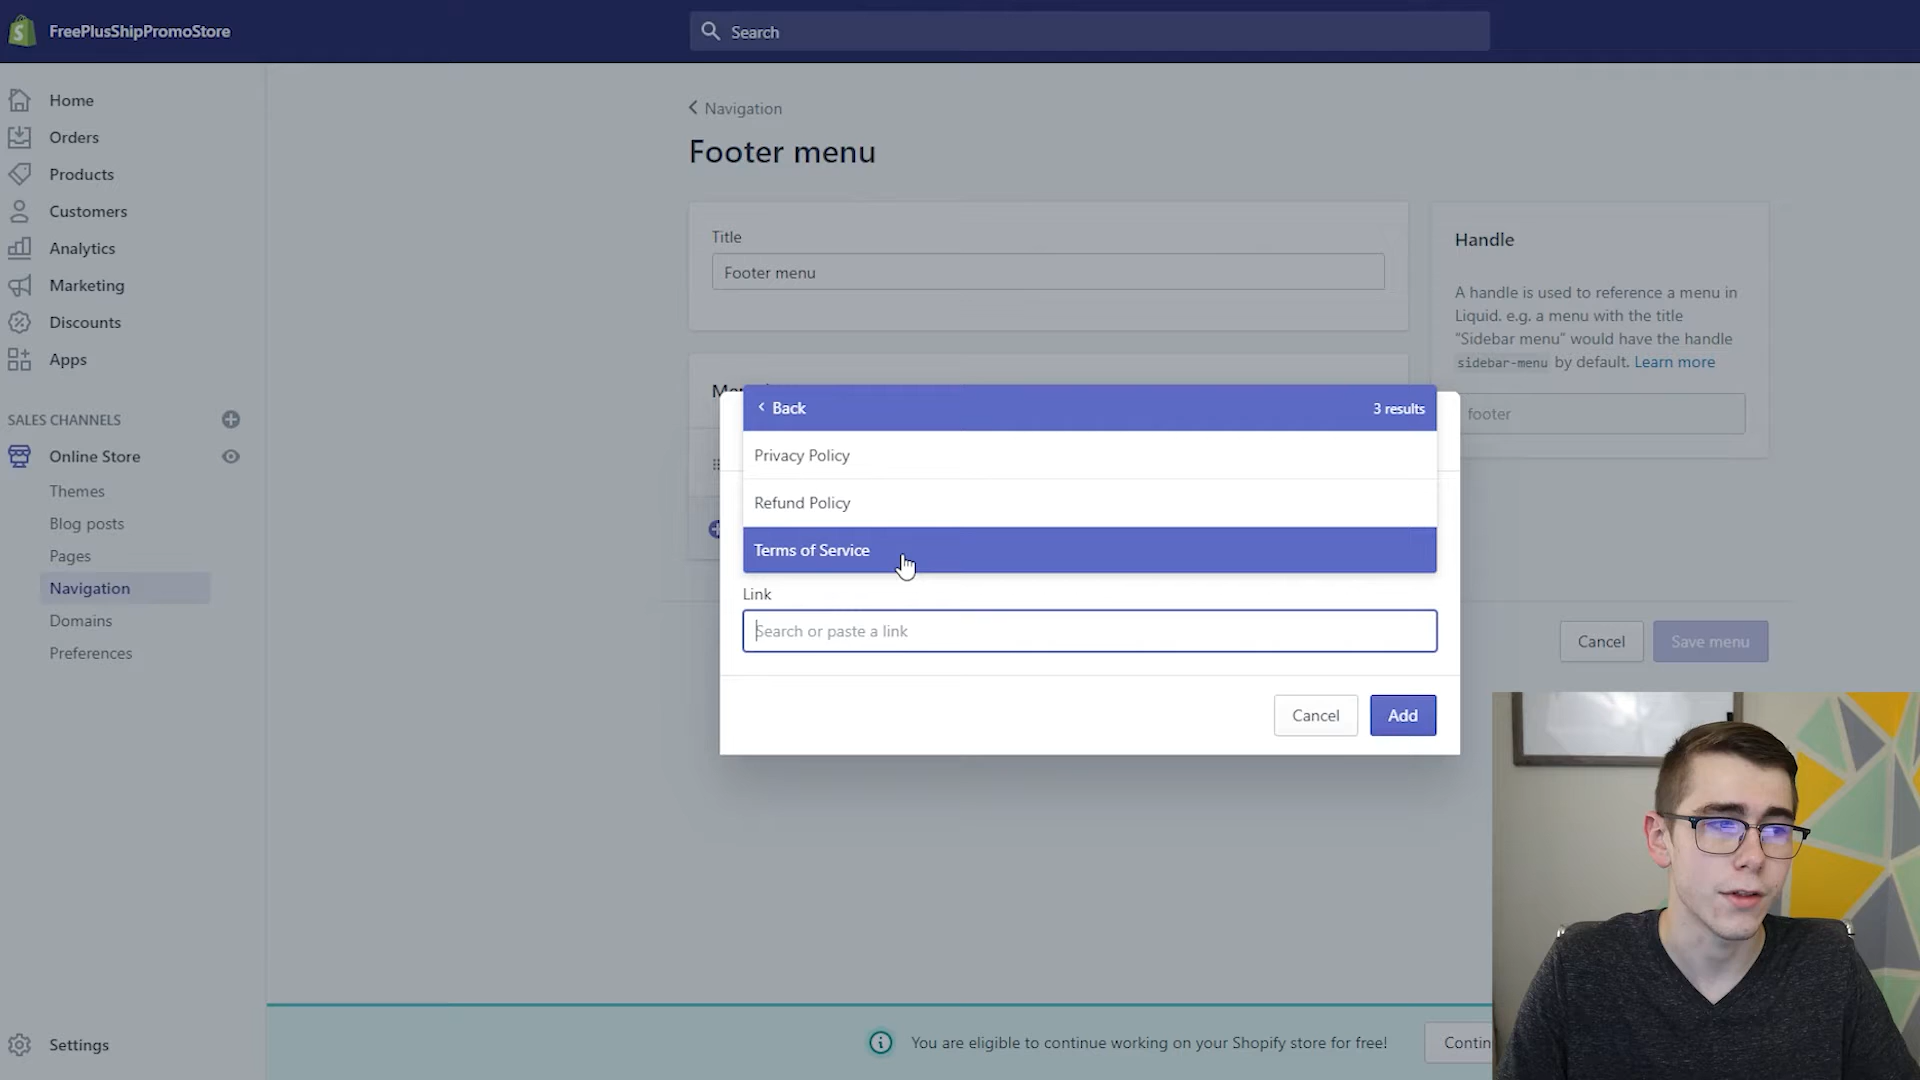 FreePlusShipPromoStore
Search
Home
Orders
Products
Customers
Analytics
Marketing
Discounts
Apps
SALES CHANNELS
Online Store
Themes
Blog posts
Pages
Navigation
Domains
Preferences
Settings
Navigation
Footer menu
Title
Footer menu
Handle
A handle is used to reference a menu in
Liquid. e.g. a menu with the title
“Sidebar menu” would have the handle
sidebar-menu by default. Learn more
footer
Back
3 results
Privacy Policy
Refund Policy
Terms of Service
Link
Search or paste a link
Cancel
Add
Cancel
Save menu
You are eligible to continue working on your Shopify store for free!
Contin